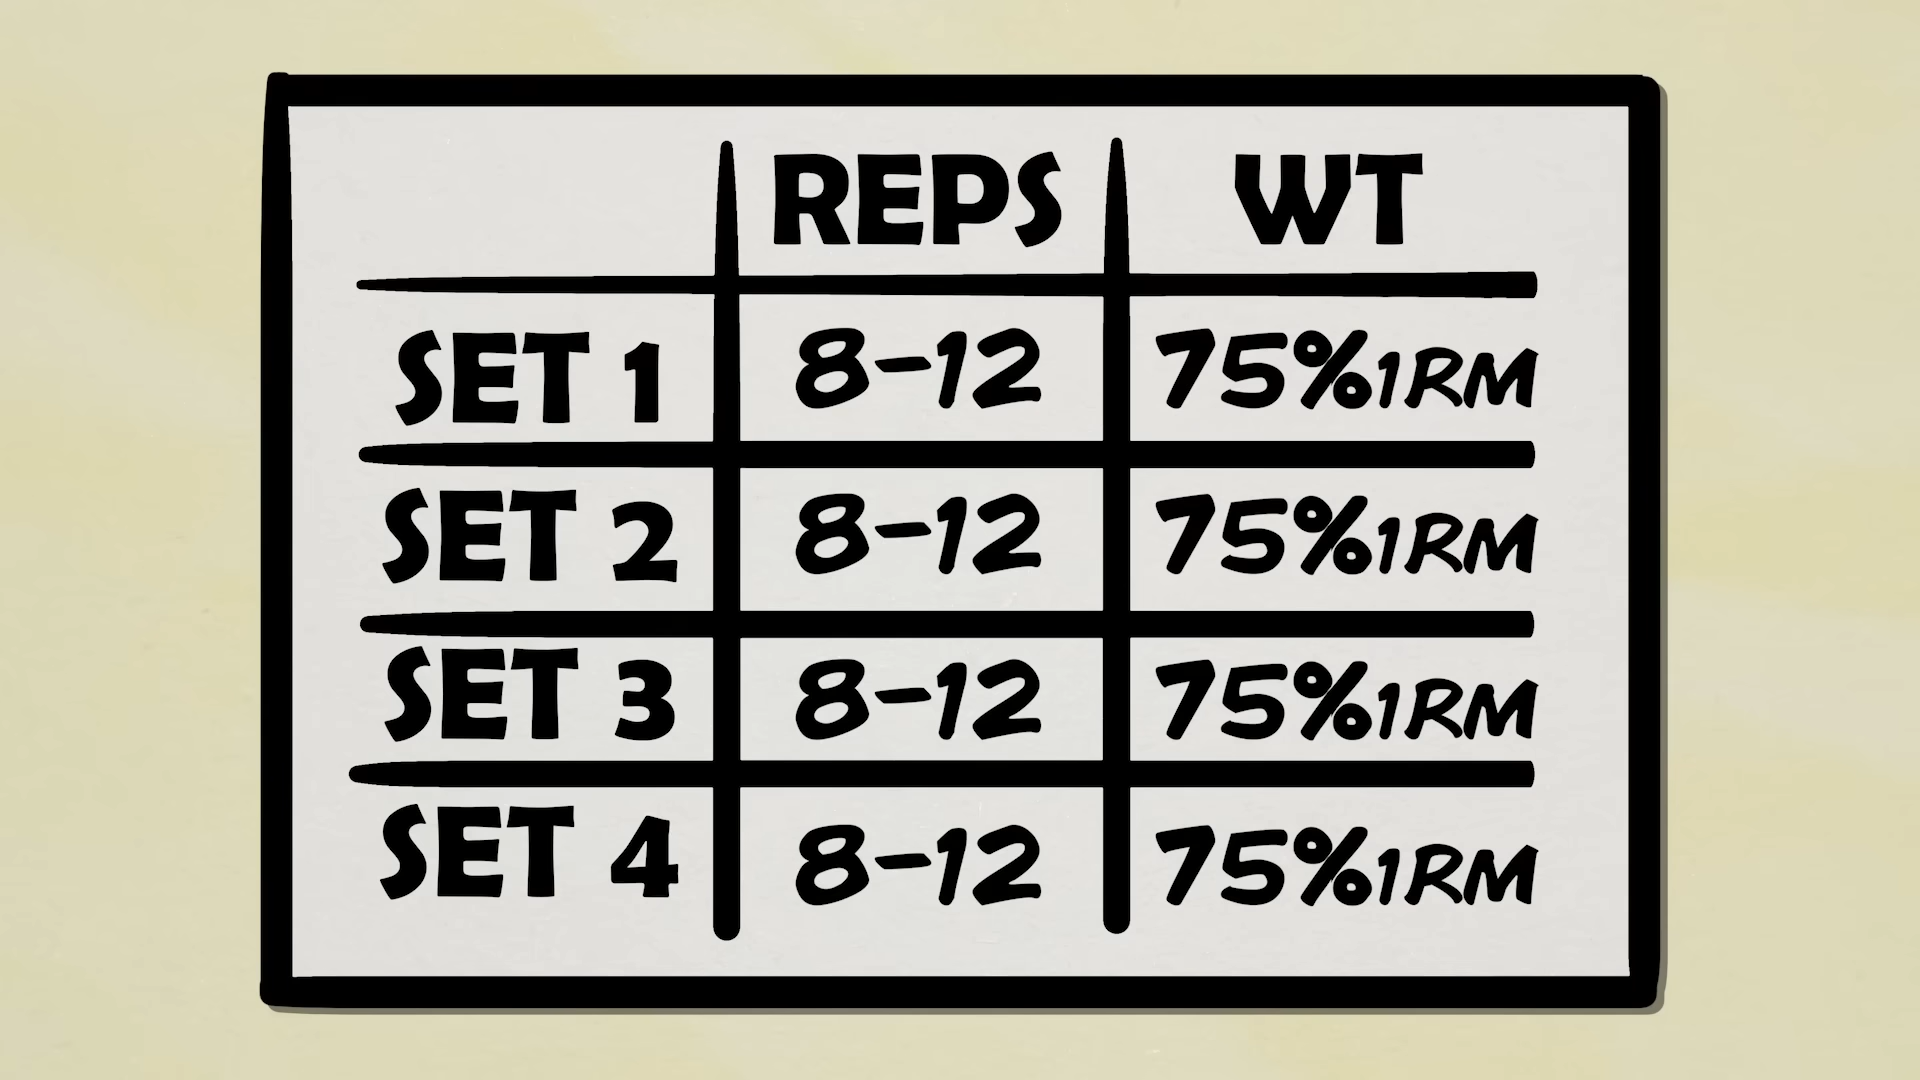 REPS WT
SET 1 8-12 75%1RM
SET 2 8-12 75%1RM
SET 3 8-12 75%1RM
SET 4 8-12 75%1RM